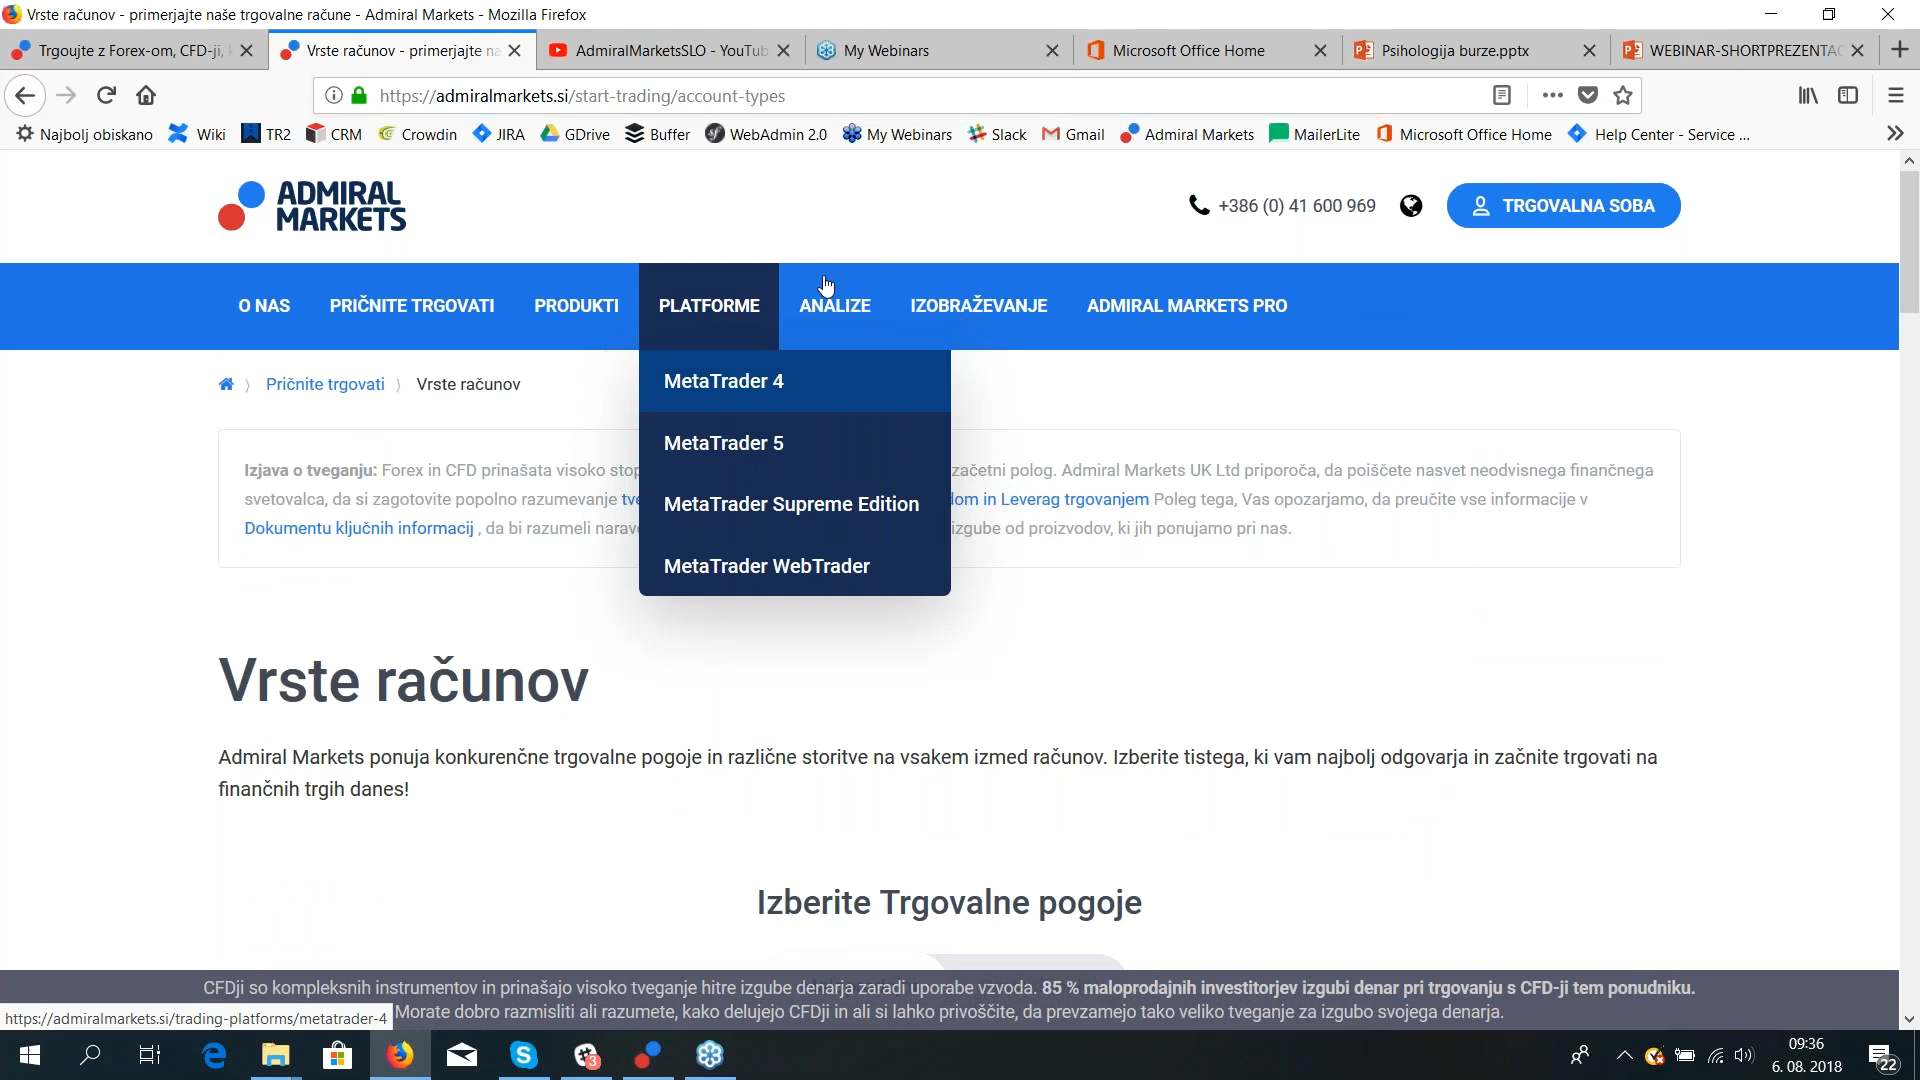 Vrste računov - primerjajte naše trgovalne račune - Admiral Markets - Mozilla Firefox
Trgoujte z Forex-om, CFD-ji,
Vrste računov - primerjajte
AdmiralMarketsSLO - YouTub
My Webinars
Microsoft Office Home
Psihologija burze.pptx
WEBINAR-SHORTPREZENTAC
https://admiralmarkets.si/start-trading/account-types
Najbolj obiskano
Wiki
TR2
CRM
Crowdin
JIRA
GDrive
Buffer
WebAdmin 2.0
My Webinars
Slack
Gmail
Admiral Markets
MailerLite
Microsoft Office Home
Help Center - Service ...
ADMIRAL
MARKETS
+386 (0) 41 600 969
TRGOVALNA SOBA
O NAS
PRIČNITE TRGOVATI
PRODUKTI
PLATFORME
ANALIZE
IZOBRAŽEVANJE
ADMIRAL MARKETS PRO
Pričnite trgovati
Vrste računov
MetaTrader 4
MetaTrader 5
MetaTrader Supreme Edition
MetaTrader WebTrader
Izjava o tveganju: Forex in CFD prinašata visoko začetni polog. Admiral Markets UK Ltd priporoča, da poiščete nasvet neodvisnega finančnega
svetovalca, da si zagotovite popolno razumevanje in Leverag trgovanjem Poleg tega, Vas opozarjamo, da preučite vse informacije v
Dokumentu ključnih informacij , da bi razumeli izgube od proizvodov, ki jih ponujamo pri nas.
Vrste računov
Admiral Markets ponuja konkurenčne trgovalne pogoje in različne storitve na vsakem izmed računov. Izberite tistega, ki vam najbolj odgovarja in začnite trgovati na
finančnih trgih danes!
Izberite Trgovalne pogoje
CFDji so kompleksnih instrumentov in prinašajo visoko tveganje hitre izgube denarja zaradi uporabe vzvoda. 85 % maloprodajnih investitorjev izgubi denar pri trgovanju s CFD-ji tem ponudniku.
Morate dobro razmisliti ali razumete, kako delujejo CFDji in ali si lahko privoščite, da prevzamejo tako veliko tveganje za izgubo svojega denarja.
https://admiralmarkets.si/trading-platforms/metatrader-4
3
09:36
6. 08. 2018
22